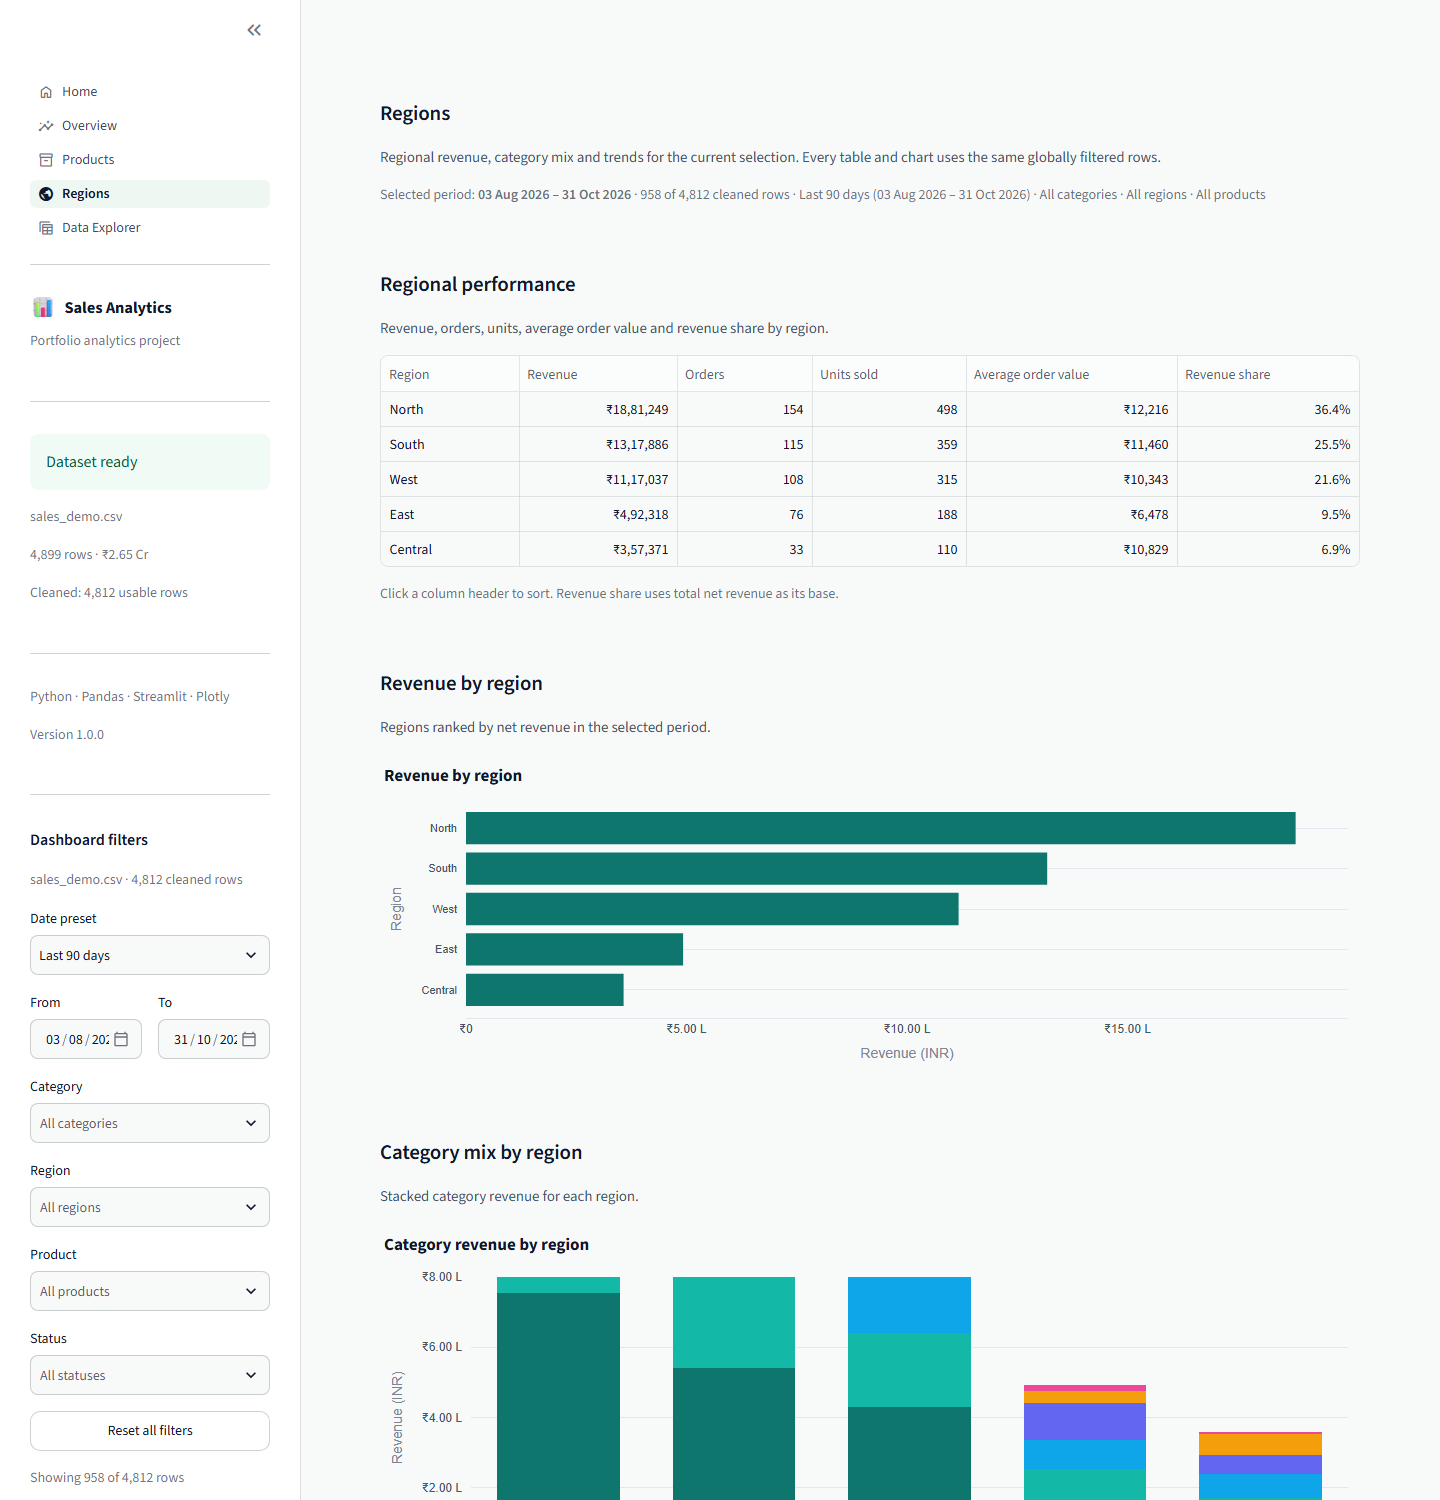 Home
Overview
Products
Regions
Data Explorer
Sales Analytics
Portfolio analytics project
Dataset ready
sales_demo.csv
4,899 rows · ₹2.65 Cr
Cleaned: 4,812 usable rows
Python · Pandas · Streamlit · Plotly
Version 1.0.0
Dashboard filters
sales_demo.csv · 4,812 cleaned rows
Date preset
Last 90 days
From To
03/08/202 31/10/202
Category
All categories
Region
All regions
Product
All products
Status
All statuses
Reset all filters
Showing 958 of 4,812 rows
Regions
Regional revenue, category mix and trends for the current selection. Every table and chart uses the same globally filtered rows.
Selected period: 03 Aug 2026 – 31 Oct 2026 · 958 of 4,812 cleaned rows · Last 90 days (03 Aug 2026 – 31 Oct 2026) · All categories · All regions · All products
Regional performance
Revenue, orders, units, average order value and revenue share by region.
Region Revenue Orders Units sold Average order value Revenue share
North ₹18,81,249 154 498 ₹12,216 36.4%
South ₹13,17,886 115 359 ₹11,460 25.5%
West ₹11,17,037 108 315 ₹10,343 21.6%
East ₹4,92,318 76 188 ₹6,478 9.5%
Central ₹3,57,371 33 110 ₹10,829 6.9%
Click a column header to sort. Revenue share uses total net revenue as its base.
Revenue by region
Regions ranked by net revenue in the selected period.
Revenue by region
Region
North
South
West
East
Central
₹0 ₹5.00 L ₹10.00 L ₹15.00 L
Revenue (INR)
Category mix by region
Stacked category revenue for each region.
Category revenue by region
Revenue (INR)
₹8.00 L
₹6.00 L
₹4.00 L
₹2.00 L